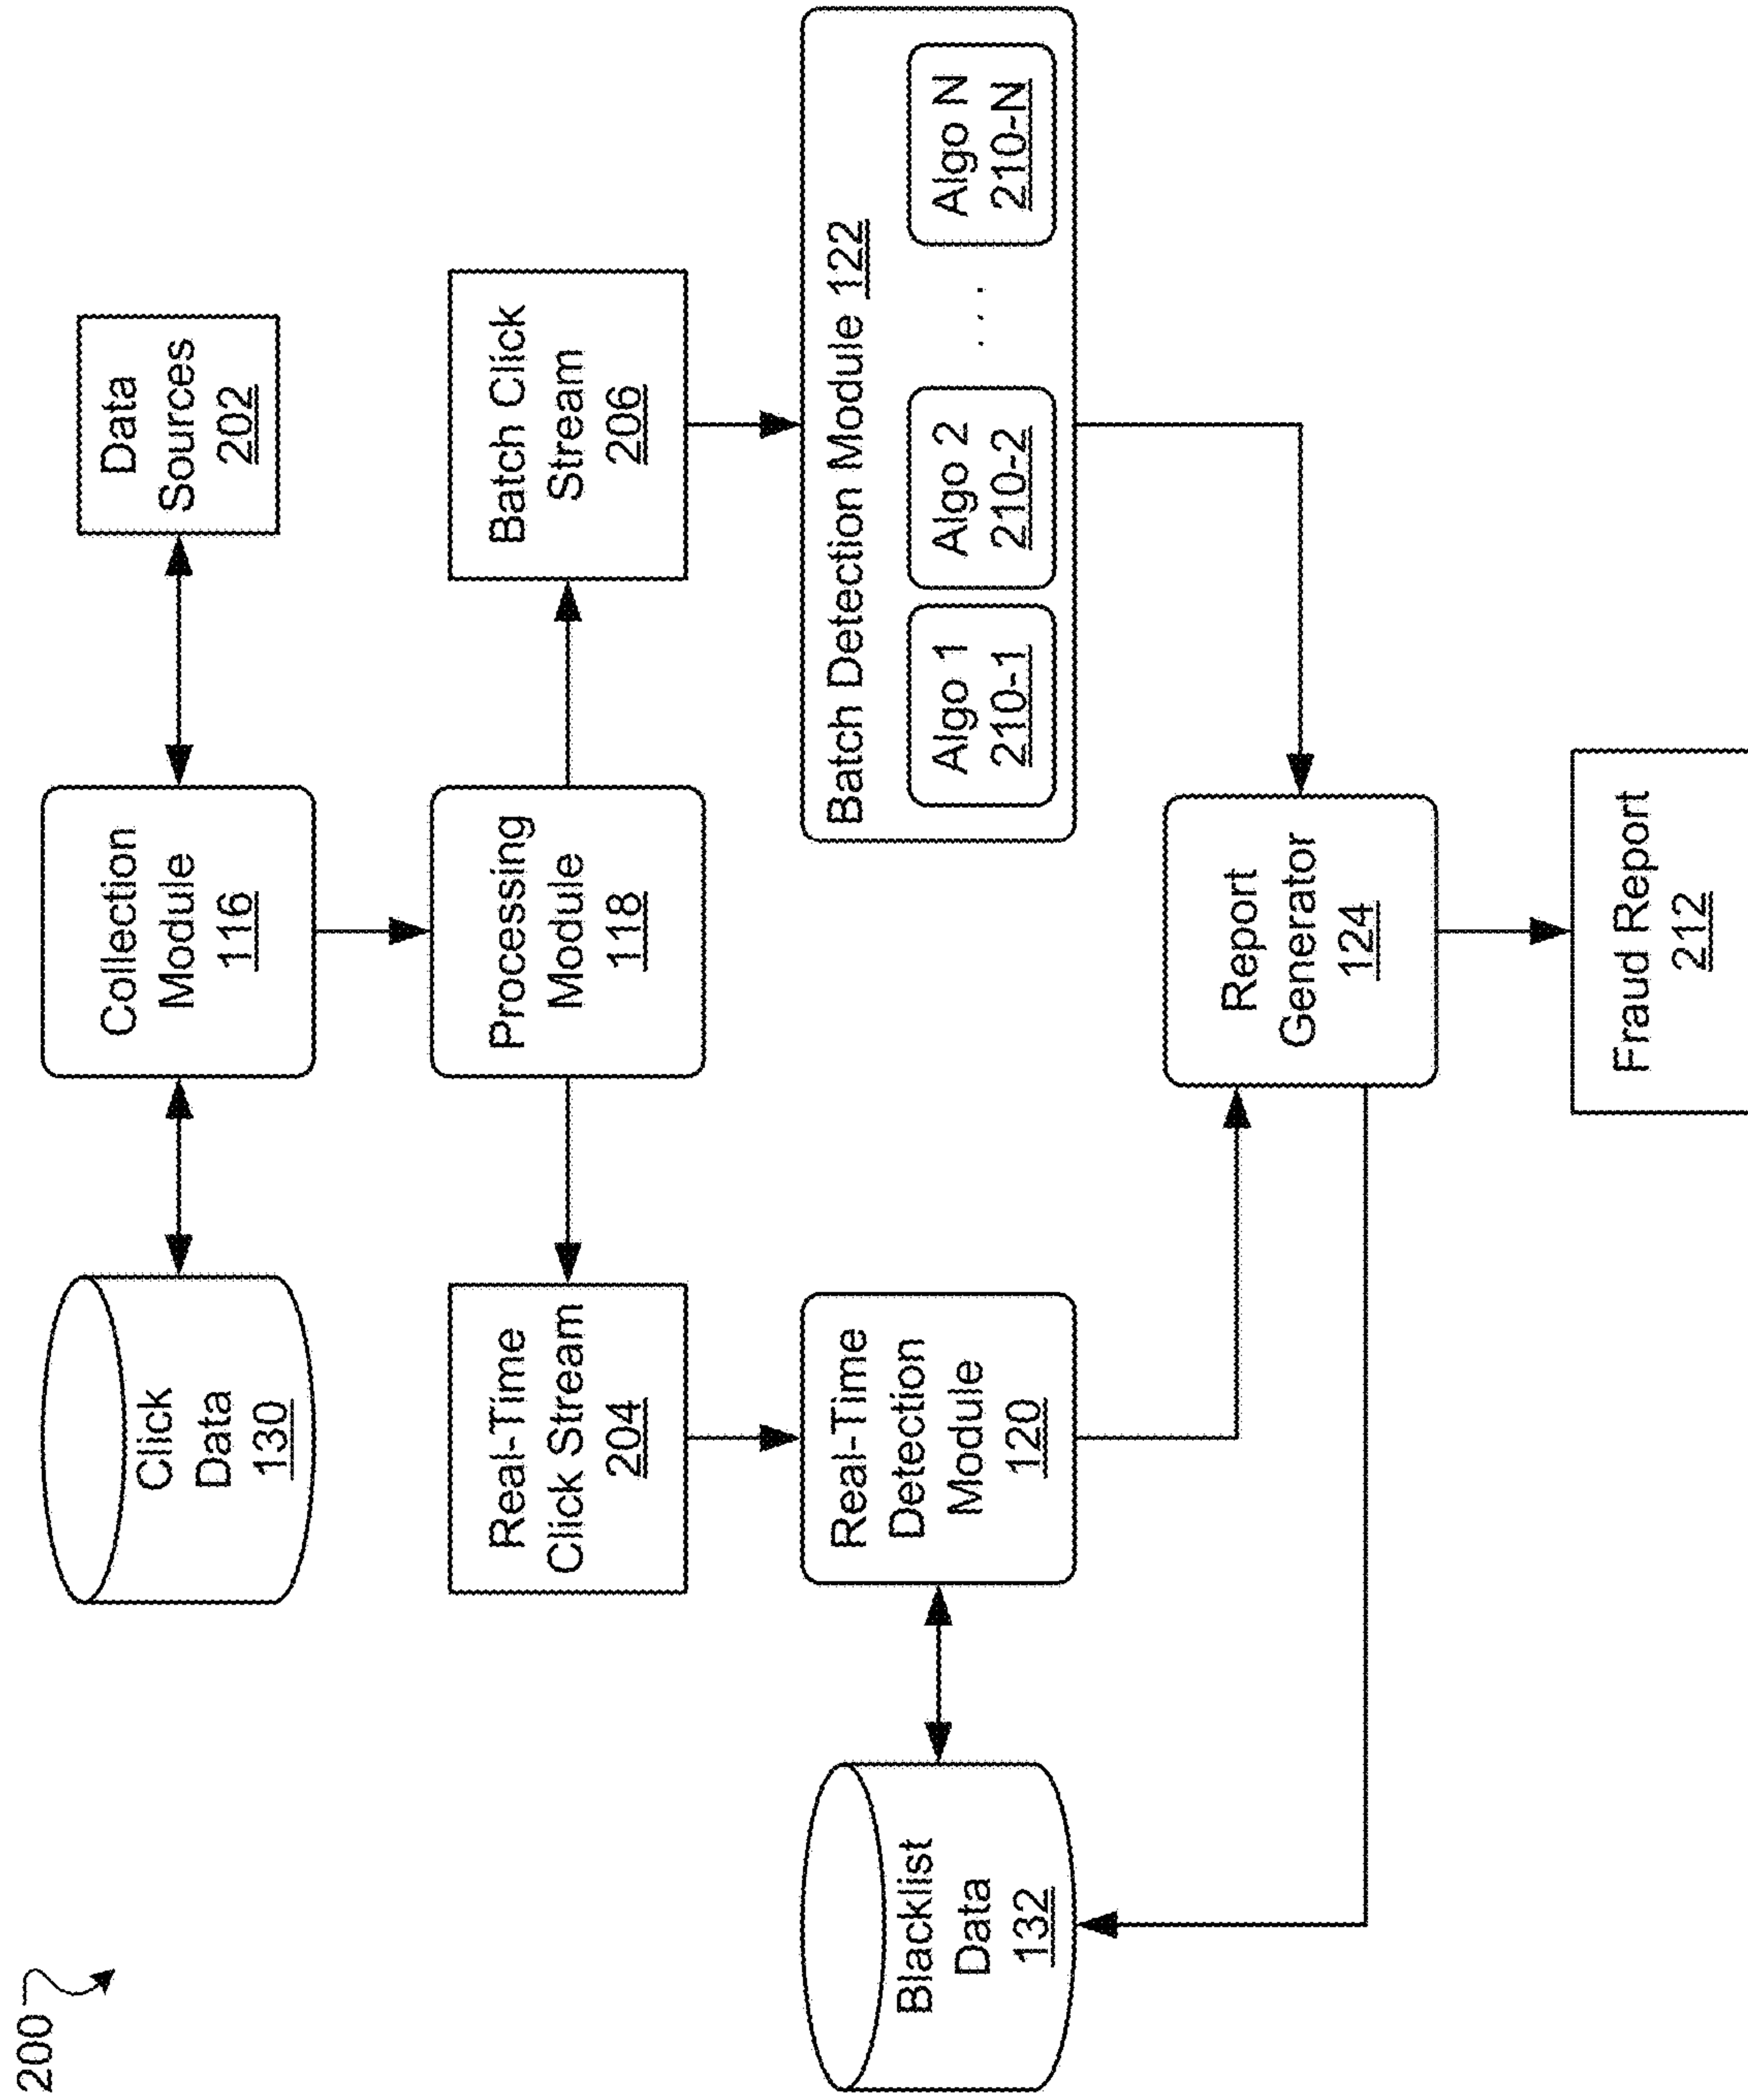 200
Click
Data
130
Collection
Module
116
Data
Sources
202
Real-Time
Click Stream
204
Processing
Module
118
Batch Click
Stream
206
Blacklist
Data
132
Real-Time
Detection
Module
120
Batch Detection Module 122
Algo 1
210-1
Algo 2
210-2
. . .
Algo N
210-N
Report
Generator
124
Fraud Report
212